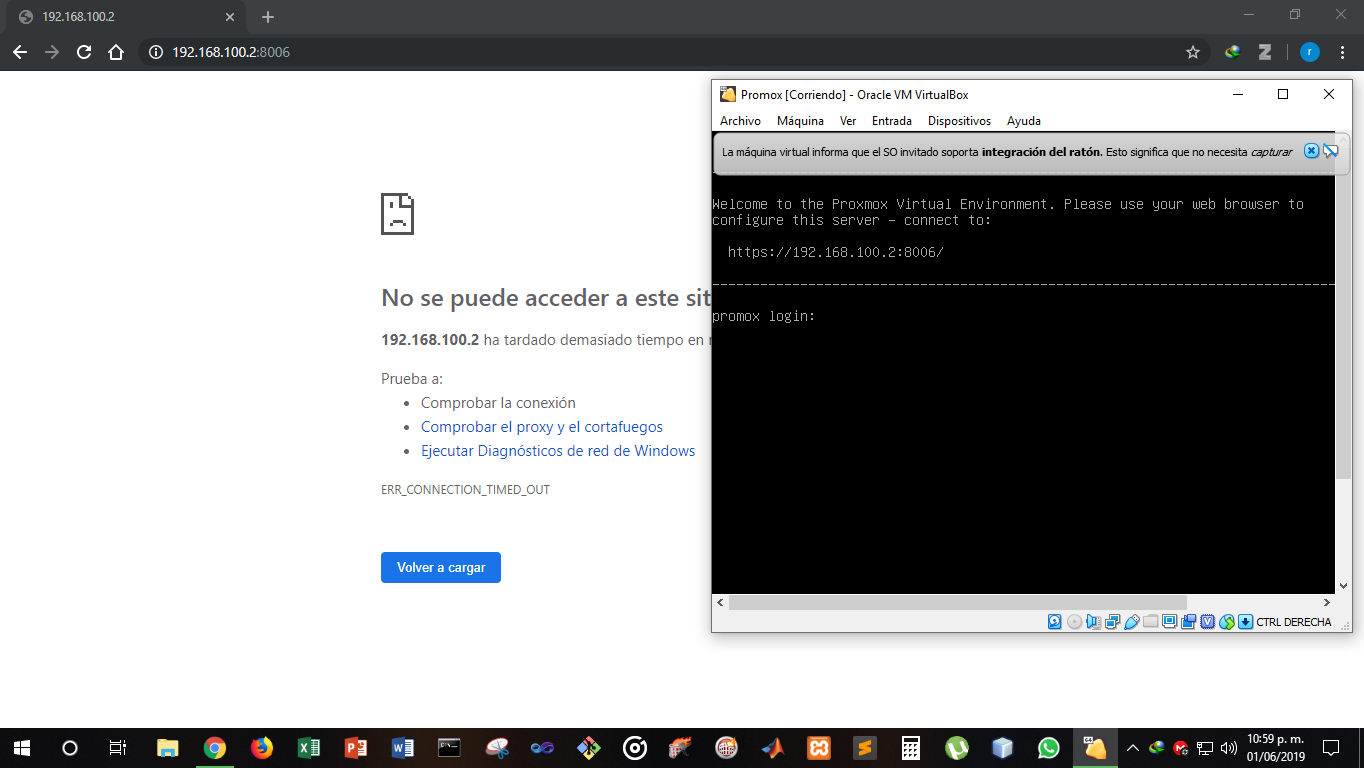 192.168.100.2
192.168.100.2:8006
r
No se puede acceder a este sit
192.168.100.2 ha tardado demasiado tiempo en r
Prueba a:
Comprobar la conexión
Comprobar el proxy y el cortafuegos
Ejecutar Diagnósticos de red de Windows
ERR_CONNECTION_TIMED_OUT
Volver a cargar
Promox [Corriendo] - Oracle VM VirtualBox
Archivo Máquina Ver Entrada Dispositivos Ayuda
La máquina virtual informa que el SO invitado soporta integración del ratón. Esto significa que no necesita capturar
Welcome to the Proxmox Virtual Environment. Please use your web browser to
configure this server - connect to:
https://192.168.100.2:8006/
--------------------------------------------------------------------------------
promox login:
CTRL DERECHA
10:59 p. m.
01/06/2019